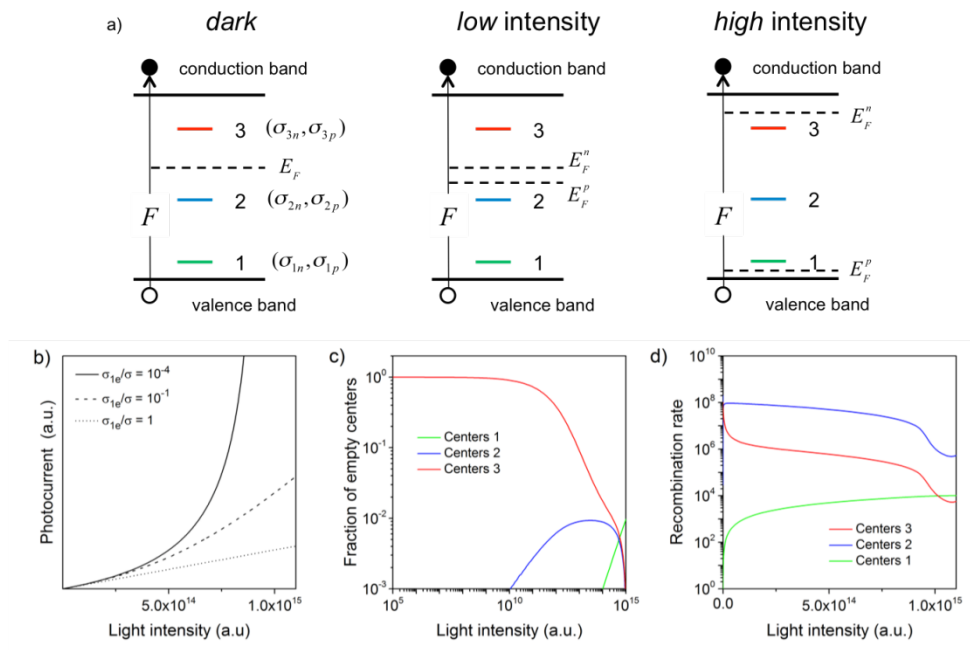 a)
dark
low intensity
high intensity
conduction band
conduction band
conduction band
3 (σ3n, σ3p)
3
3
E_F
E_F^n
E_F^n
E_F^p
2 (σ2n, σ2p)
2
2
F
F
F
1 (σ1n, σ1p)
1
1
E_F^p
valence band
valence band
valence band
b)
Photocurrent (a.u.)
σ1e/σ = 10^-4
σ1e/σ = 10^-1
σ1e/σ = 1
5.0x10^14
1.0x10^15
Light intensity (a.u)
c)
Fraction of empty centers
10^0
10^-1
10^-2
10^-3
Centers 1
Centers 2
Centers 3
10^5
10^10
10^15
Light intensity (a.u.)
d)
Recombination rate
10^10
10^8
10^6
10^4
10^2
10^0
Centers 3
Centers 2
Centers 1
0.0
5.0x10^14
1.0x10^15
Light intensity (a.u.)